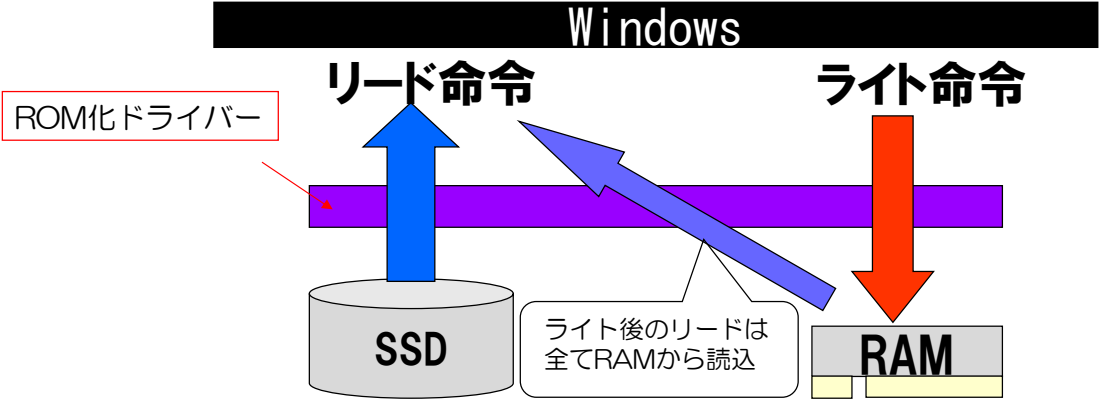 Windows
リード命令
ライト命令
ROM化ドライバー
SSD
ライト後のリードは
全てRAMから読込
RAM